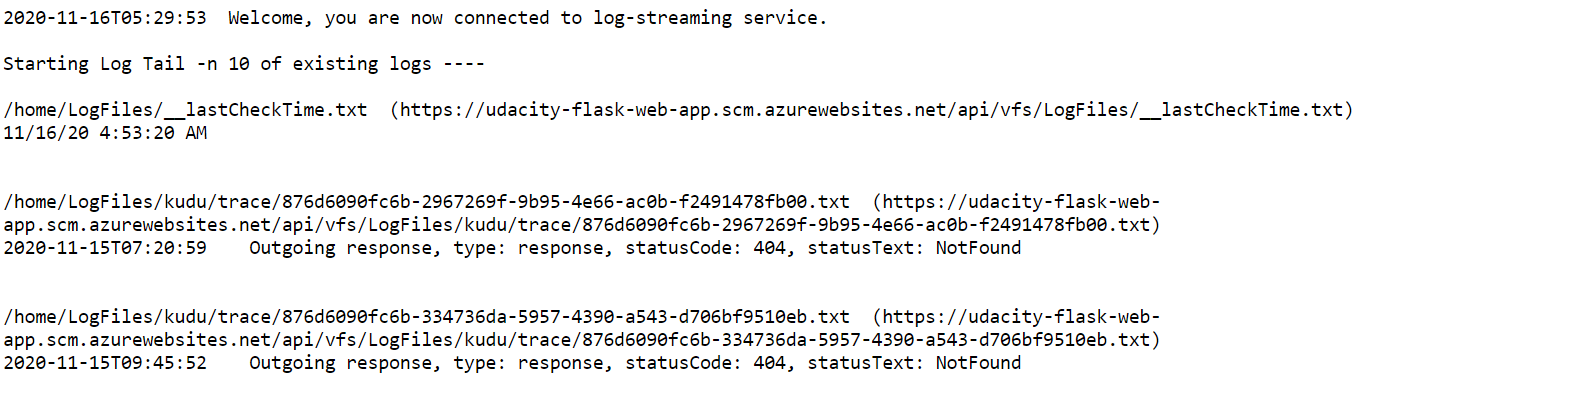 2020-11-16T05:29:53  Welcome, you are now connected to log-streaming service.
Starting Log Tail -n 10 of existing logs ----
/home/LogFiles/__lastCheckTime.txt  (https://udacity-flask-web-app.scm.azurewebsites.net/api/vfs/LogFiles/__lastCheckTime.txt)
11/16/20 4:53:20 AM
/home/LogFiles/kudu/trace/876d6090fc6b-2967269f-9b95-4e66-ac0b-f2491478fb00.txt  (https://udacity-flask-web-
app.scm.azurewebsites.net/api/vfs/LogFiles/kudu/trace/876d6090fc6b-2967269f-9b95-4e66-ac0b-f2491478fb00.txt)
2020-11-15T07:20:59    Outgoing response, type: response, statusCode: 404, statusText: NotFound
/home/LogFiles/kudu/trace/876d6090fc6b-334736da-5957-4390-a543-d706bf9510eb.txt  (https://udacity-flask-web-
app.scm.azurewebsites.net/api/vfs/LogFiles/kudu/trace/876d6090fc6b-334736da-5957-4390-a543-d706bf9510eb.txt)
2020-11-15T09:45:52    Outgoing response, type: response, statusCode: 404, statusText: NotFound